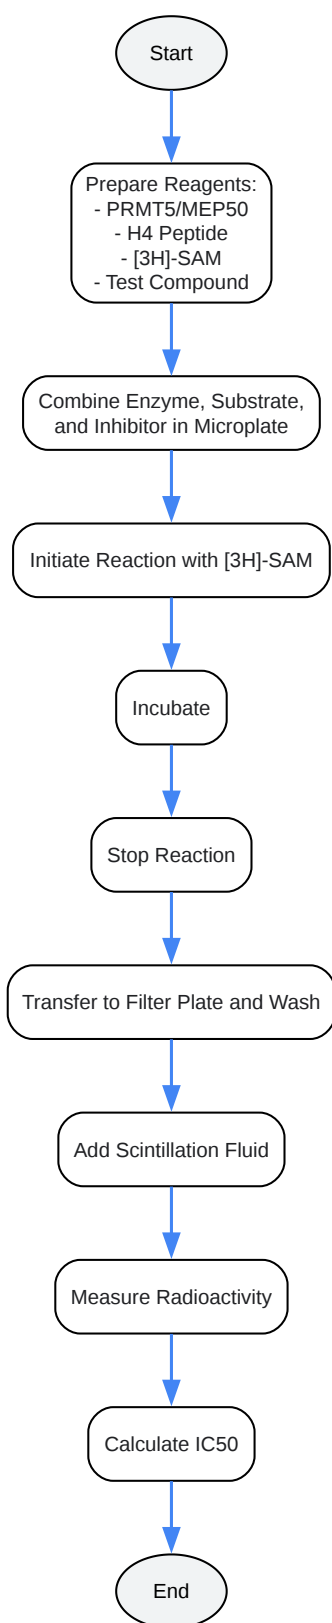 Start
Prepare Reagents:
- PRMT5/MEP50
- H4 Peptide
- [3H]-SAM
- Test Compound
Combine Enzyme, Substrate,
and Inhibitor in Microplate
Initiate Reaction with [3H]-SAM
Incubate
Stop Reaction
Transfer to Filter Plate and Wash
Add Scintillation Fluid
Measure Radioactivity
Calculate IC50
End